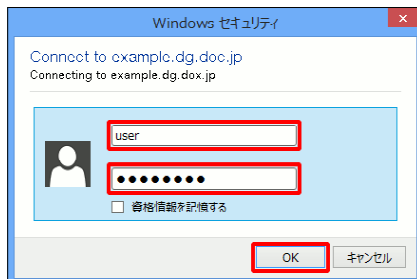 Windows セキュリティ
Connect to example.dg.doc.jp
Connecting to example.dg.dox.jp
user
●●●●●●●●
資格情報を記憶する
OK
キャンセル